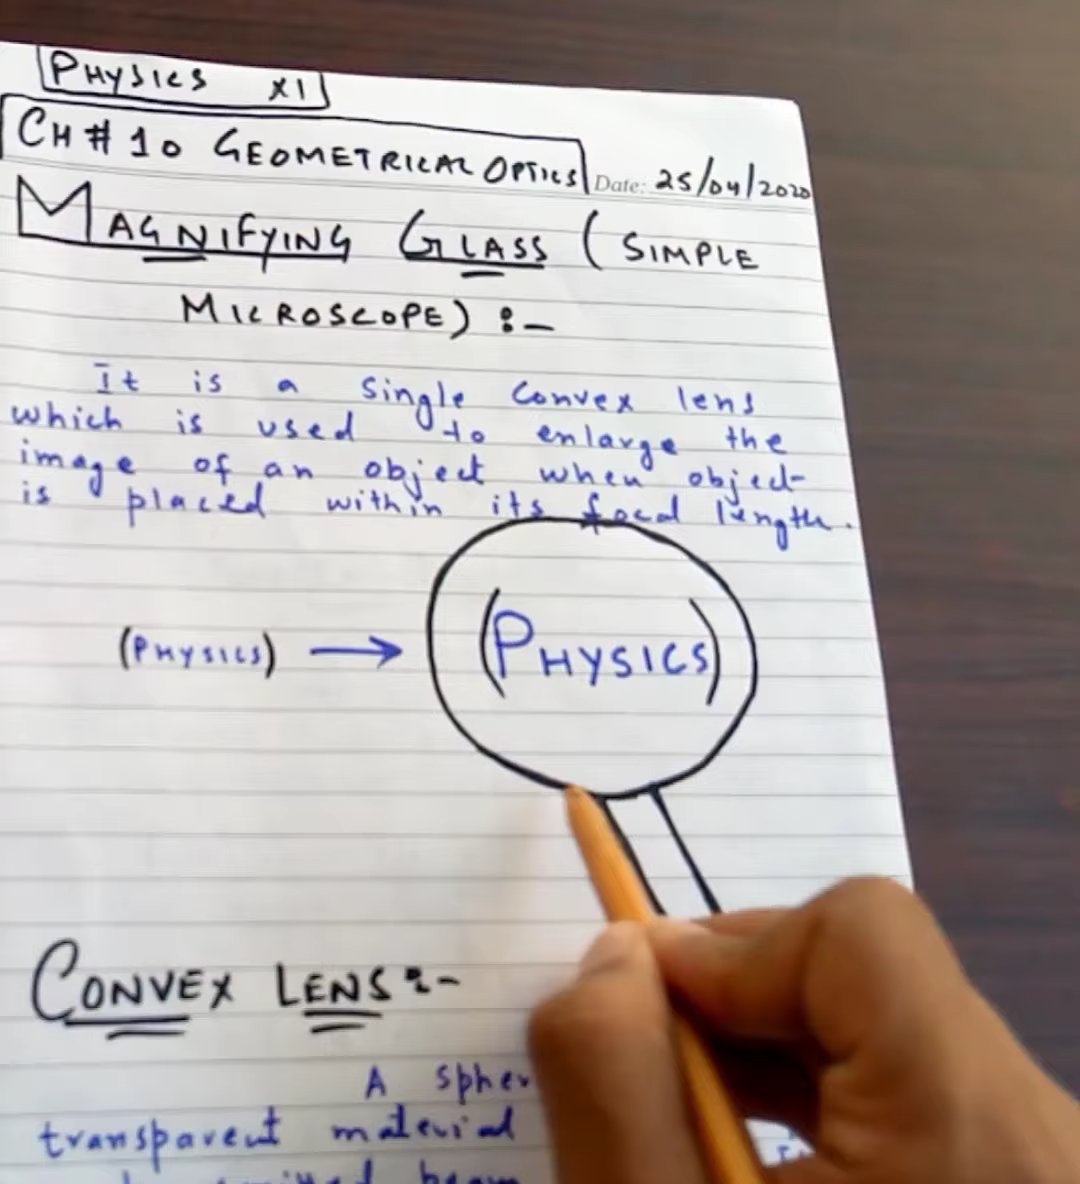 PHYSICS XI
CH # 10 GEOMETRICAL OPTICS
Date: 25/04/2020
MAGNIFYING GLASS (SIMPLE
MICROSCOPE) :-
It is a single convex lens
which is used to enlarge the
image of an object when object
is placed within its focal length.
(PHYSICS) → (PHYSICS)
CONVEX LENS :-
A
transparent material